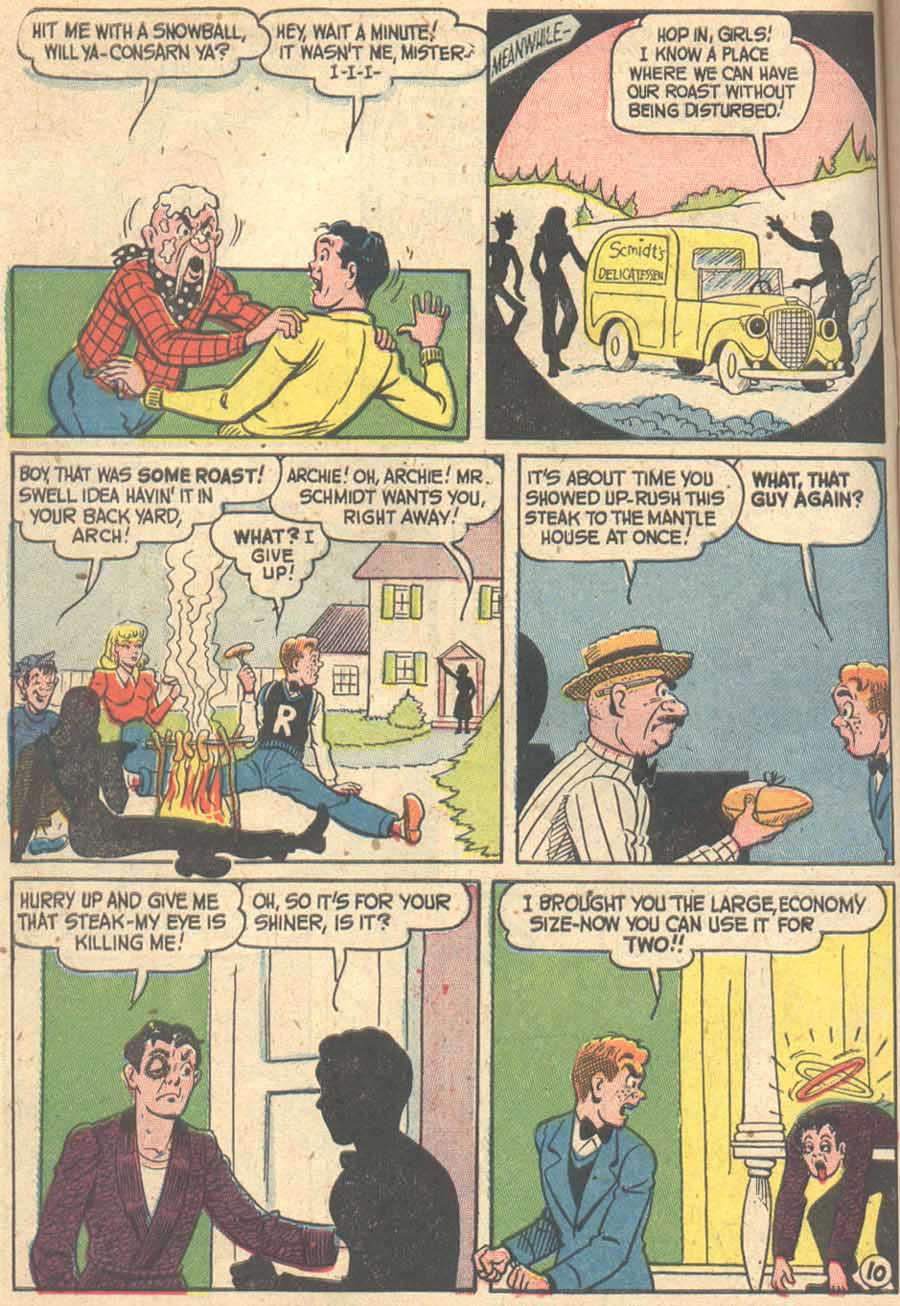 HIT ME WITH A SNOWBALL,
WILL YA-CONSARN YA?
HEY, WAIT A MINUTE!
IT WASN'T ME, MISTER-
I-I-I-
MEANWHILE-
HOP IN, GIRLS!
I KNOW A PLACE
WHERE WE CAN HAVE
OUR ROAST WITHOUT
BEING DISTURBED!
Scmidt's
DELICATESSEN
BOY, THAT WAS SOME ROAST!
SWELL IDEA HAVIN' IT IN
YOUR BACK YARD,
ARCH!
WHAT? I
GIVE
UP!
ARCHIE! OH, ARCHIE! MR.
SCHMIDT WANTS YOU,
RIGHT AWAY!
R
IT'S ABOUT TIME YOU
SHOWED UP-RUSH THIS
STEAK TO THE MANTLE
HOUSE AT ONCE!
WHAT, THAT
GUY AGAIN?
HURRY UP AND GIVE ME
THAT STEAK-MY EYE IS
KILLING ME!
OH, SO IT'S FOR YOUR
SHINER, IS IT?
I BROUGHT YOU THE LARGE, ECONOMY
SIZE-NOW YOU CAN USE IT FOR
TWO!!
10